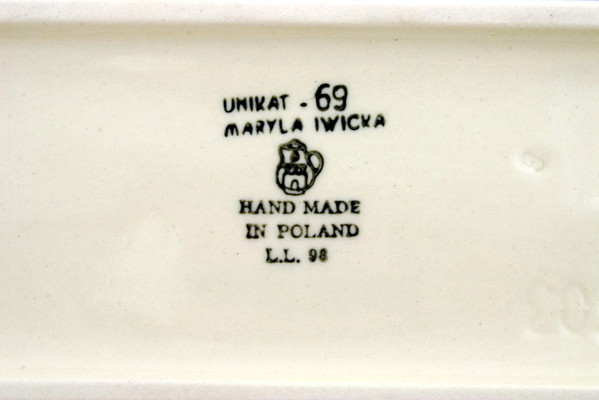 UNIKAT - 69
MARYLA IWICKA
HAND MADE
IN POLAND
L.L. 98